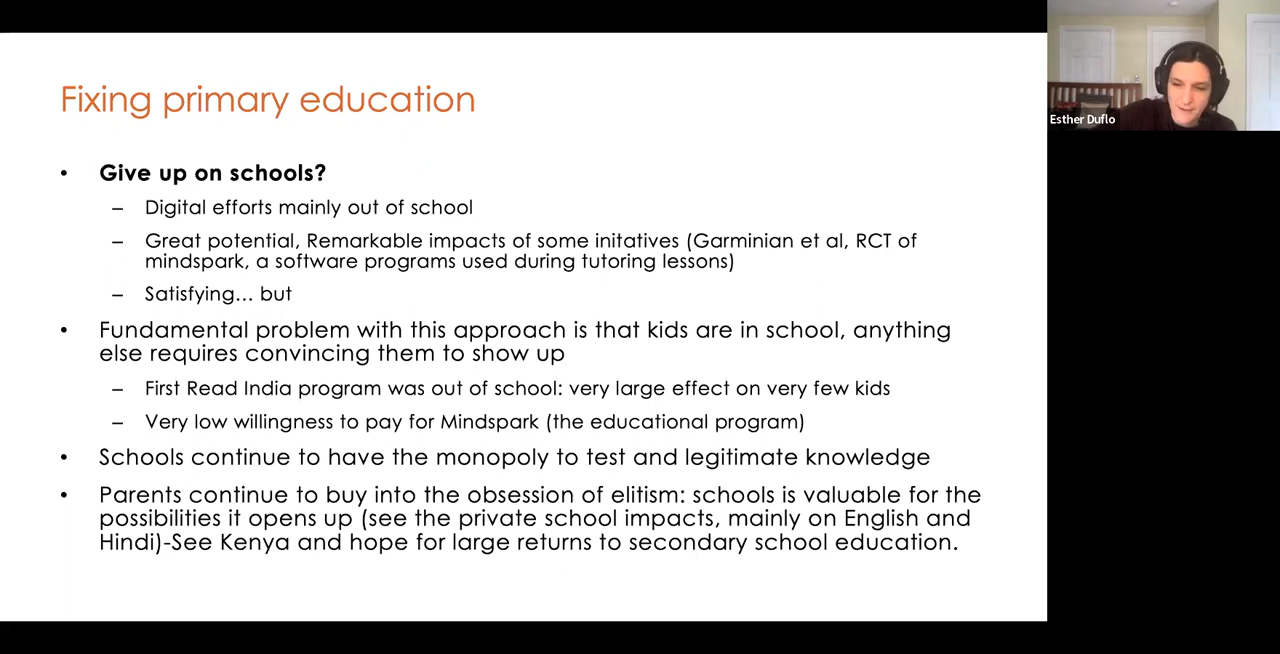 Fixing primary education
• Give up on schools?
– Digital efforts mainly out of school
– Great potential, Remarkable impacts of some initatives (Garminian et al, RCT of
mindspark, a software programs used during tutoring lessons)
– Satisfying... but
• Fundamental problem with this approach is that kids are in school, anything
else requires convincing them to show up
– First Read India program was out of school: very large effect on very few kids
– Very low willingness to pay for Mindspark (the educational program)
• Schools continue to have the monopoly to test and legitimate knowledge
• Parents continue to buy into the obsession of elitism: schools is valuable for the
possibilities it opens up (see the private school impacts, mainly on English and
Hindi)-See Kenya and hope for large returns to secondary school education.
Esther Duflo